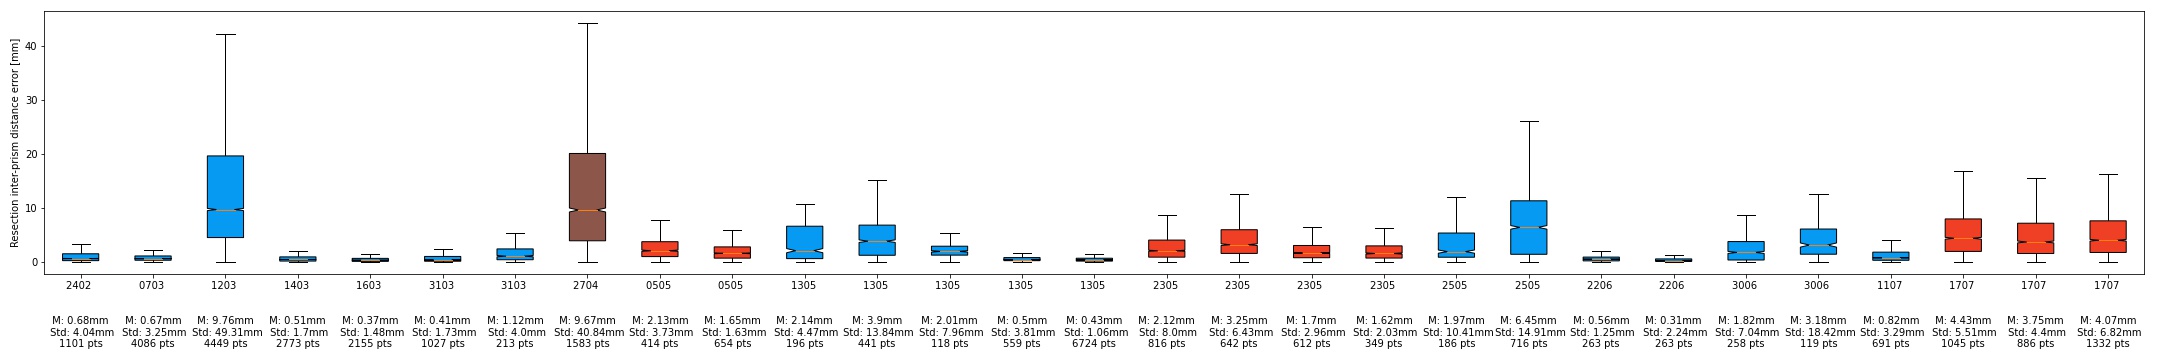 Resection inter-prism distance error [mm]
40
30
20
10
0
2402 0703 1203 1403 1603 3103 3103 2704 0505 0505 1305 1305 1305 1305 1305 2305 2305 2305 2305 2505 2505 2206 2206 3006 3006 1107 1707 1707 1707
M: 0.68mm M: 0.67mm M: 9.76mm M: 0.51mm M: 0.37mm M: 0.41mm M: 1.12mm M: 9.67mm M: 2.13mm M: 1.65mm M: 2.14mm M: 3.9mm M: 2.01mm M: 0.5mm M: 0.43mm M: 2.12mm M: 3.25mm M: 1.7mm M: 1.62mm M: 1.97mm M: 6.45mm M: 0.56mm M: 0.31mm M: 1.82mm M: 3.18mm M: 0.82mm M: 4.43mm M: 3.75mm M: 4.07mm
Std: 4.04mm Std: 3.25mm Std: 49.31mm Std: 1.7mm Std: 1.48mm Std: 1.73mm Std: 4.0mm Std: 40.84mm Std: 3.73mm Std: 1.63mm Std: 4.47mm Std: 13.84mm Std: 7.96mm Std: 3.81mm Std: 1.06mm Std: 8.0mm Std: 6.43mm Std: 2.96mm Std: 2.03mm Std: 10.41mm Std: 14.91mm Std: 1.25mm Std: 2.24mm Std: 7.04mm Std: 18.42mm Std: 3.29mm Std: 5.51mm Std: 4.4mm Std: 6.82mm
1101 pts 4086 pts 4449 pts 2773 pts 2155 pts 1027 pts 213 pts 1583 pts 414 pts 654 pts 196 pts 441 pts 118 pts 559 pts 6724 pts 816 pts 642 pts 612 pts 349 pts 186 pts 716 pts 263 pts 263 pts 258 pts 119 pts 691 pts 1045 pts 886 pts 1332 pts